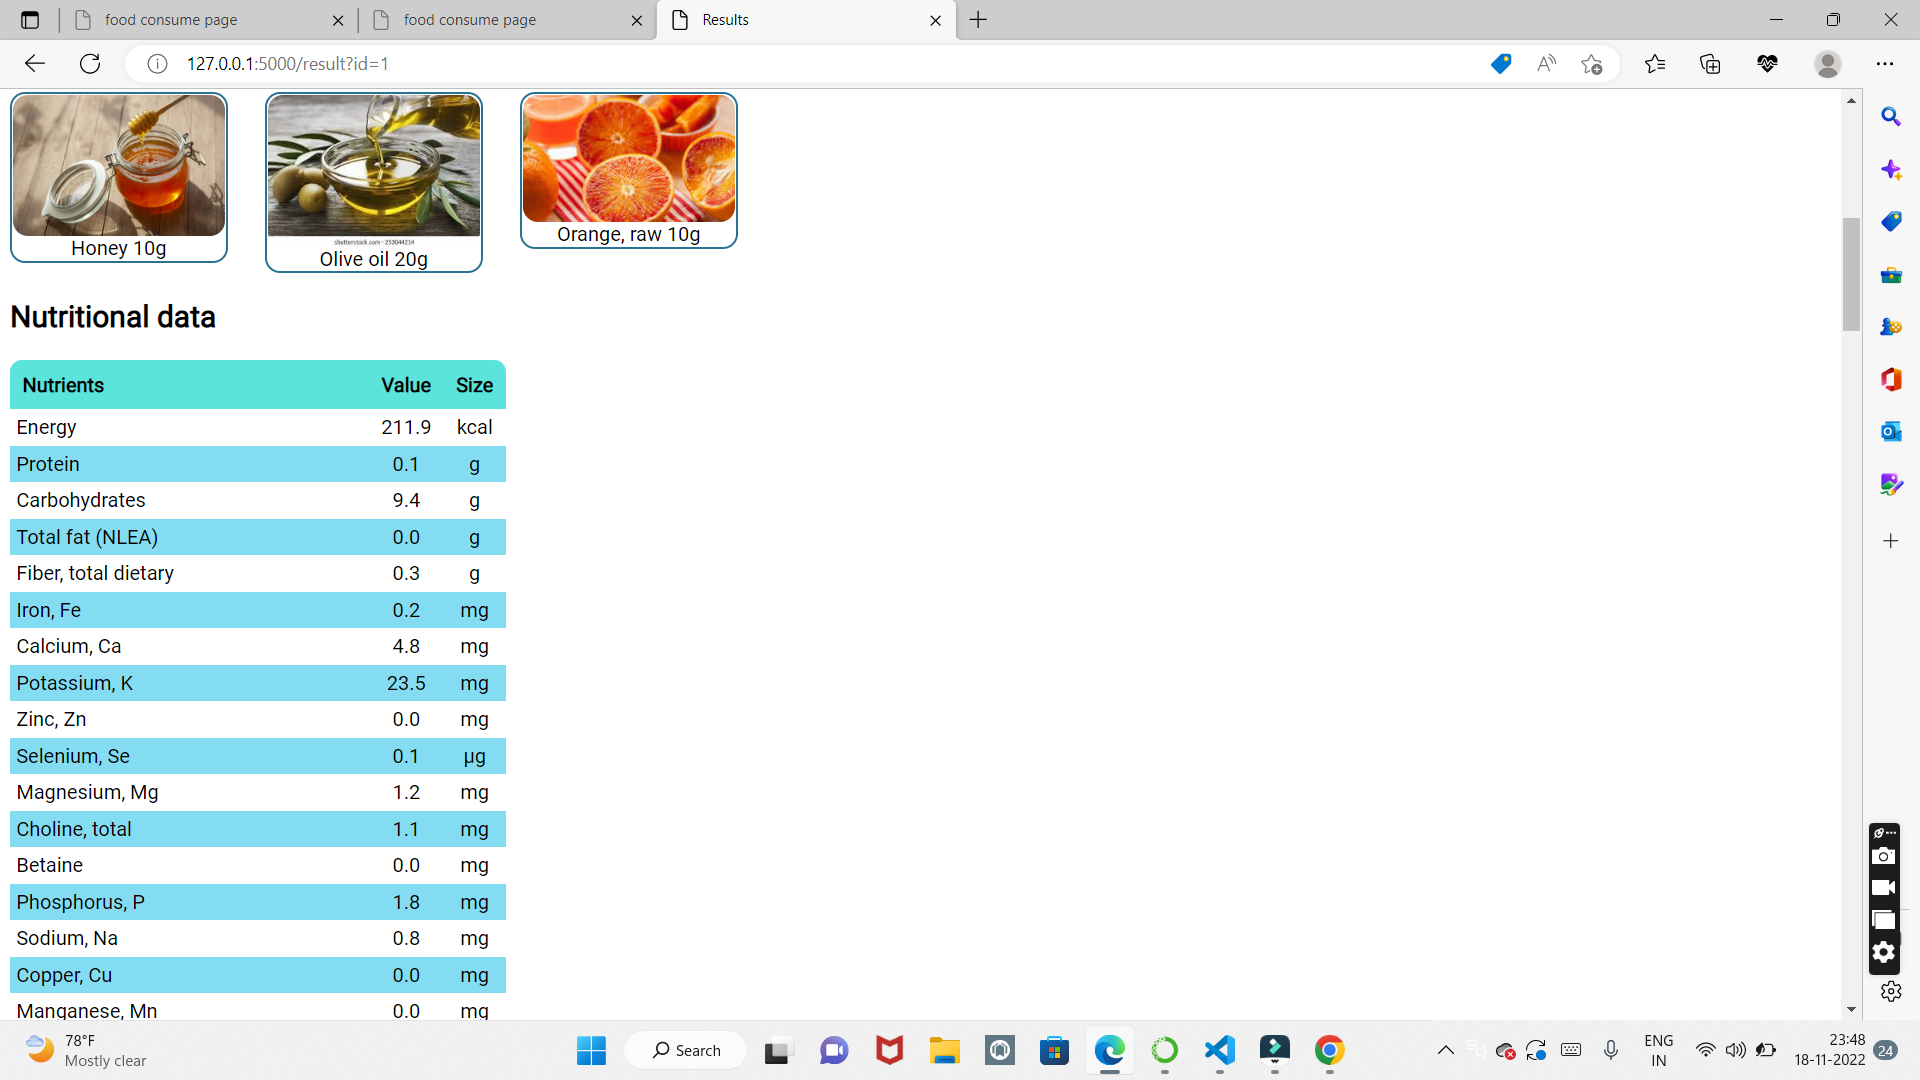 food consume page
food consume page
Results
127.0.0.1:5000/result?id=1
Honey 10g
shutterstock.com · 253044214
Olive oil 20g
Orange, raw 10g
Nutritional data
Nutrients Value Size
Energy 211.9 kcal
Protein 0.1 g
Carbohydrates 9.4 g
Total fat (NLEA) 0.0 g
Fiber, total dietary 0.3 g
Iron, Fe 0.2 mg
Calcium, Ca 4.8 mg
Potassium, K 23.5 mg
Zinc, Zn 0.0 mg
Selenium, Se 0.1 µg
Magnesium, Mg 1.2 mg
Choline, total 1.1 mg
Betaine 0.0 mg
Phosphorus, P 1.8 mg
Sodium, Na 0.8 mg
Copper, Cu 0.0 mg
Manganese, Mn 0.0 mg
78°F
Mostly clear
Search
ENG
IN
23:48
18-11-2022
24